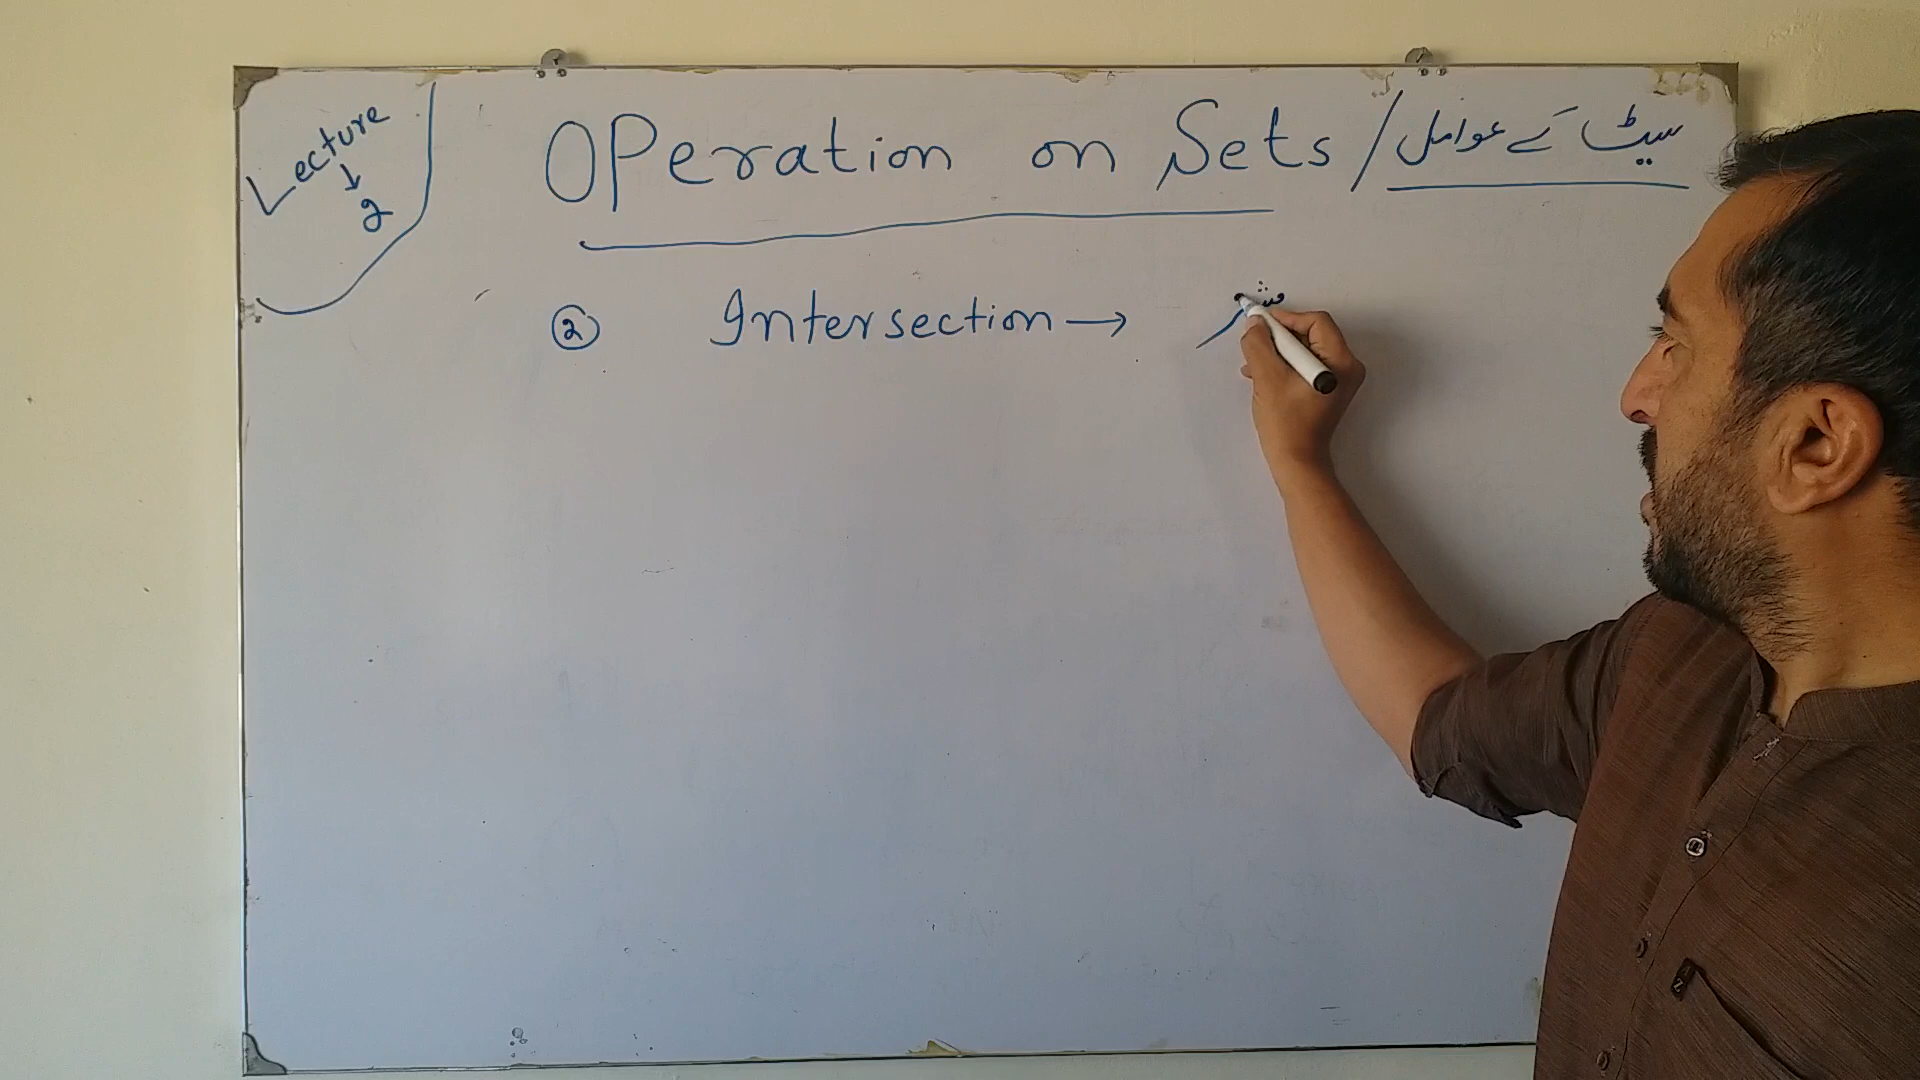 Lecture
↓
2
OPeration on Sets / سیٹ کے عوامل
② Intersection →